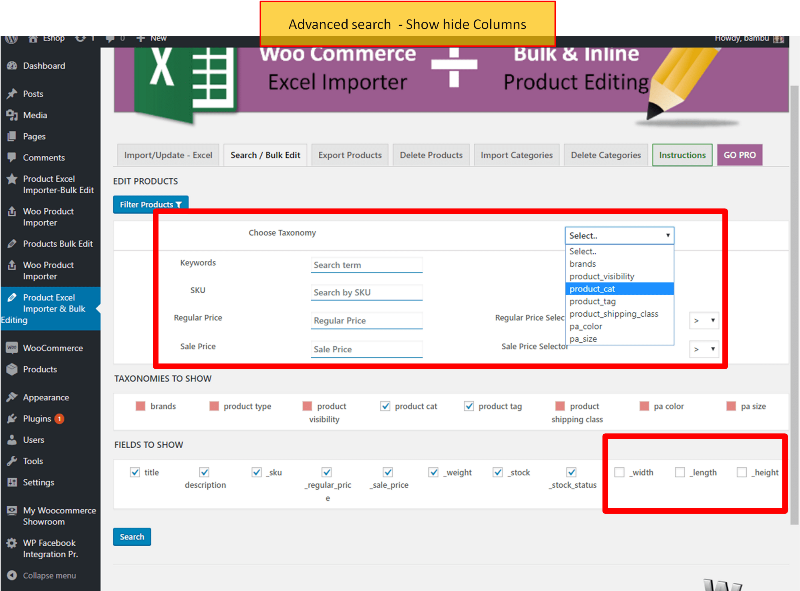 Advanced search - Show hide Columns
Eshop 1 0 New
Howdy, bambu
Woo Commerce
Excel Importer
Bulk & Inline
Product Editing
X
Dashboard
Posts
Media
Pages
Comments
Product Excel
Importer-Bulk Edit
Woo Product
Importer
Products Bulk Edit
Woo Product
Importer
Product Excel
Importer & Bulk
Editing
WooCommerce
Products
Appearance
Plugins 1
Users
Tools
Settings
My Woocommerce
Showroom
WP Facebook
Integration Pr.
Collapse menu
Import/Update - Excel
Search / Bulk Edit
Export Products
Delete Products
Import Categories
Delete Categories
Instructions
GO PRO
EDIT PRODUCTS
Filter Products
Choose Taxonomy
Select..
Select..
brands
product_visibility
product_cat
product_tag
product_shipping_class
pa_color
pa_size
Keywords
Search term
SKU
Search by SKU
Regular Price
Regular Price
Regular Price Selec
>
Sale Price
Sale Price
Sale Price Selector
>
TAXONOMIES TO SHOW
brands
product type
product
visibility
product cat
product tag
product
shipping class
pa color
pa size
FIELDS TO SHOW
title
description
_sku
_regular_pric
e
_sale_price
_weight
_stock
_stock_status
_width
_length
_height
Search
W